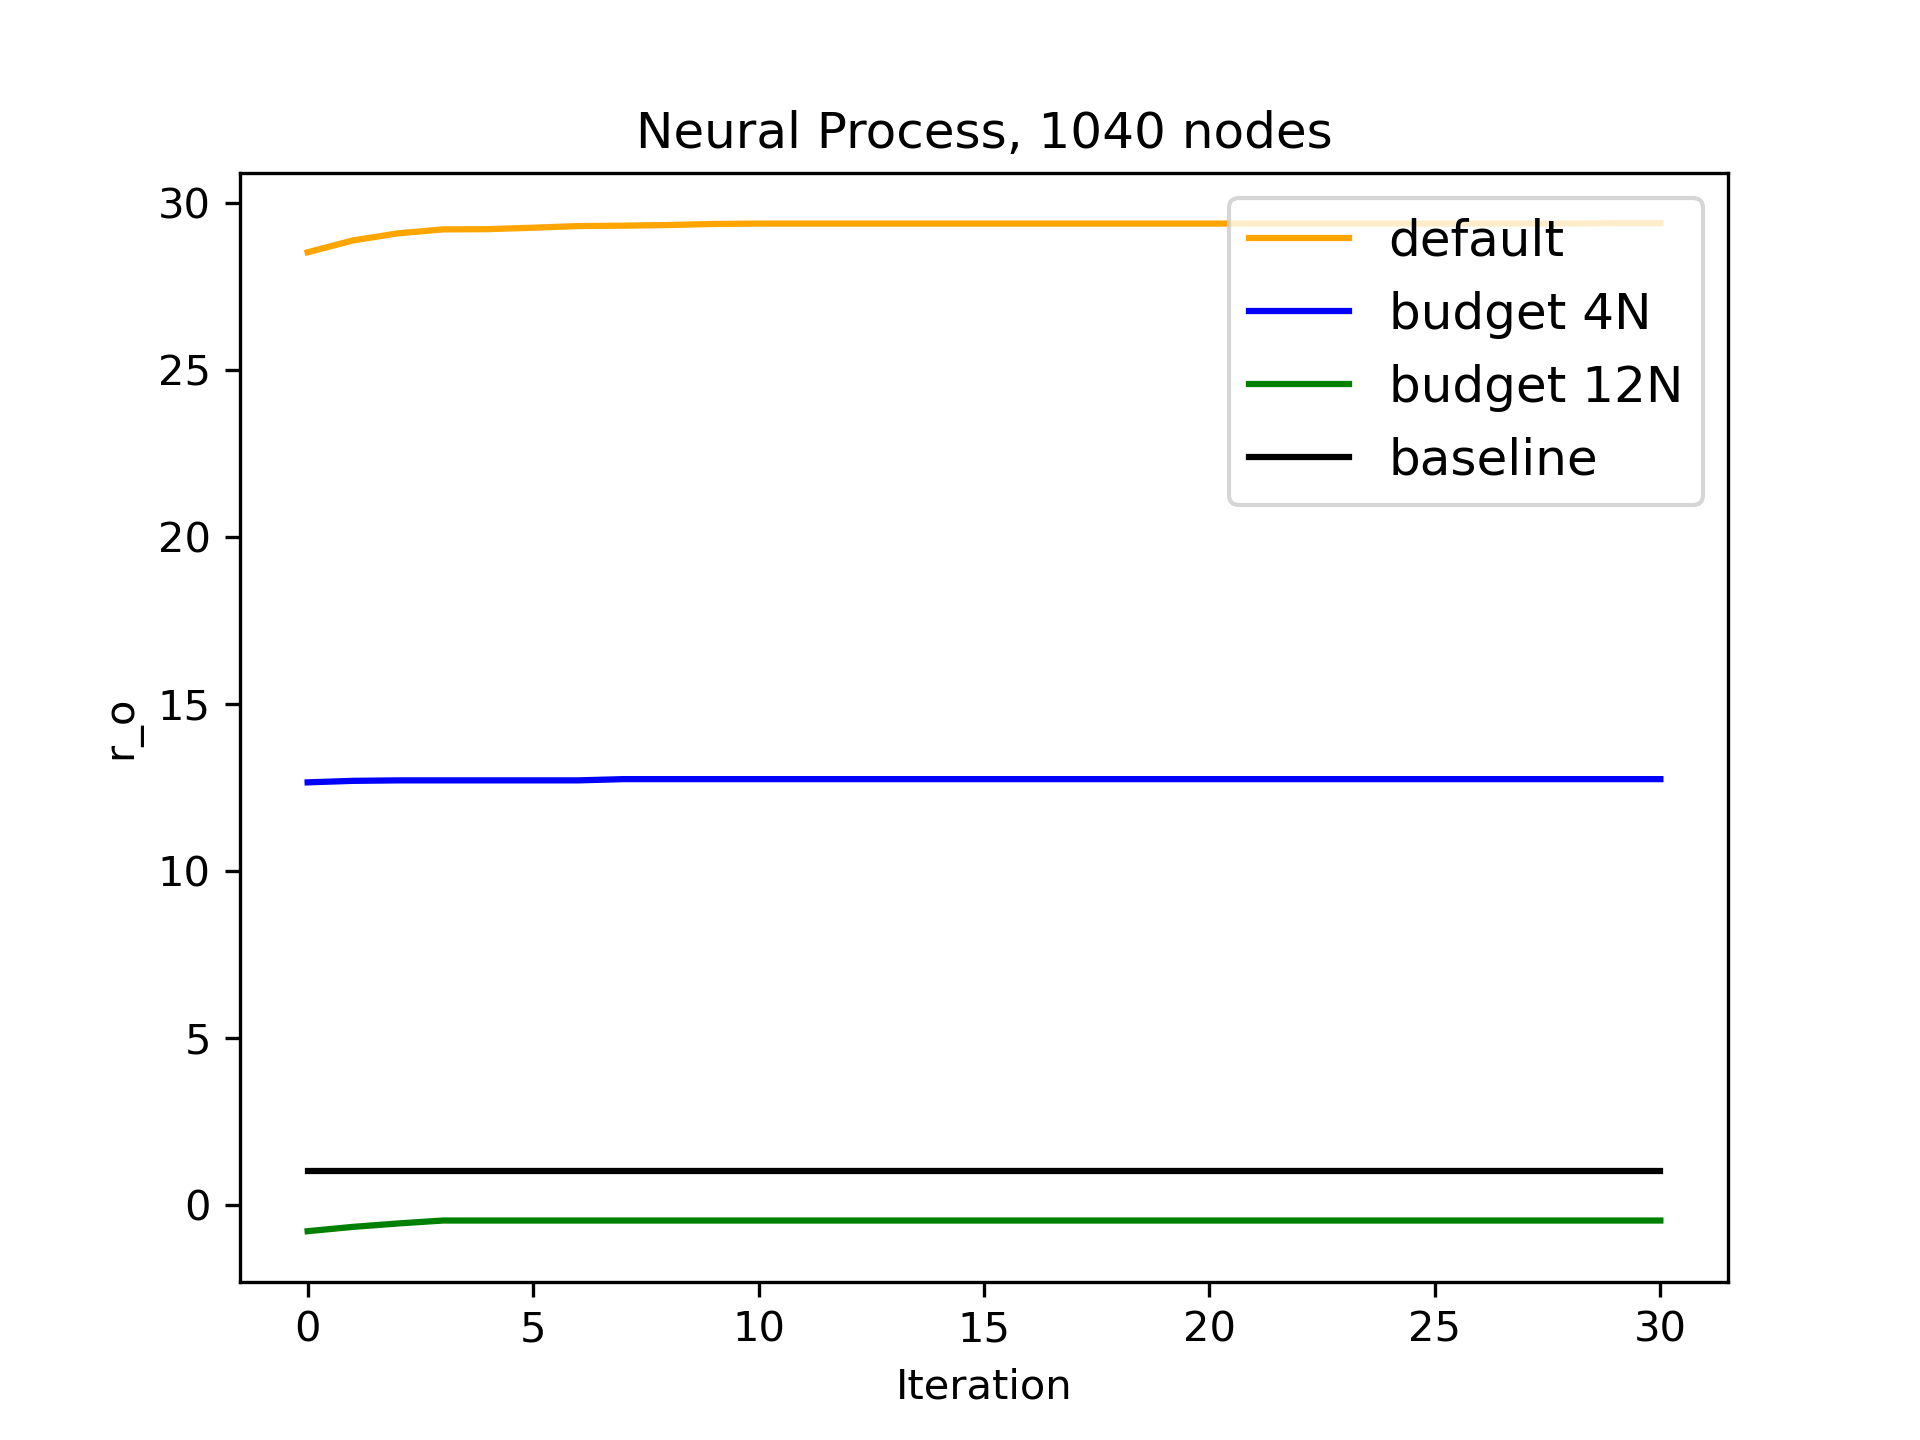 Neural Process, 1040 nodes
30
25
20
15
10
5
0
r_o
default
budget 4N
budget 12N
baseline
0 5 10 15 20 25 30
Iteration